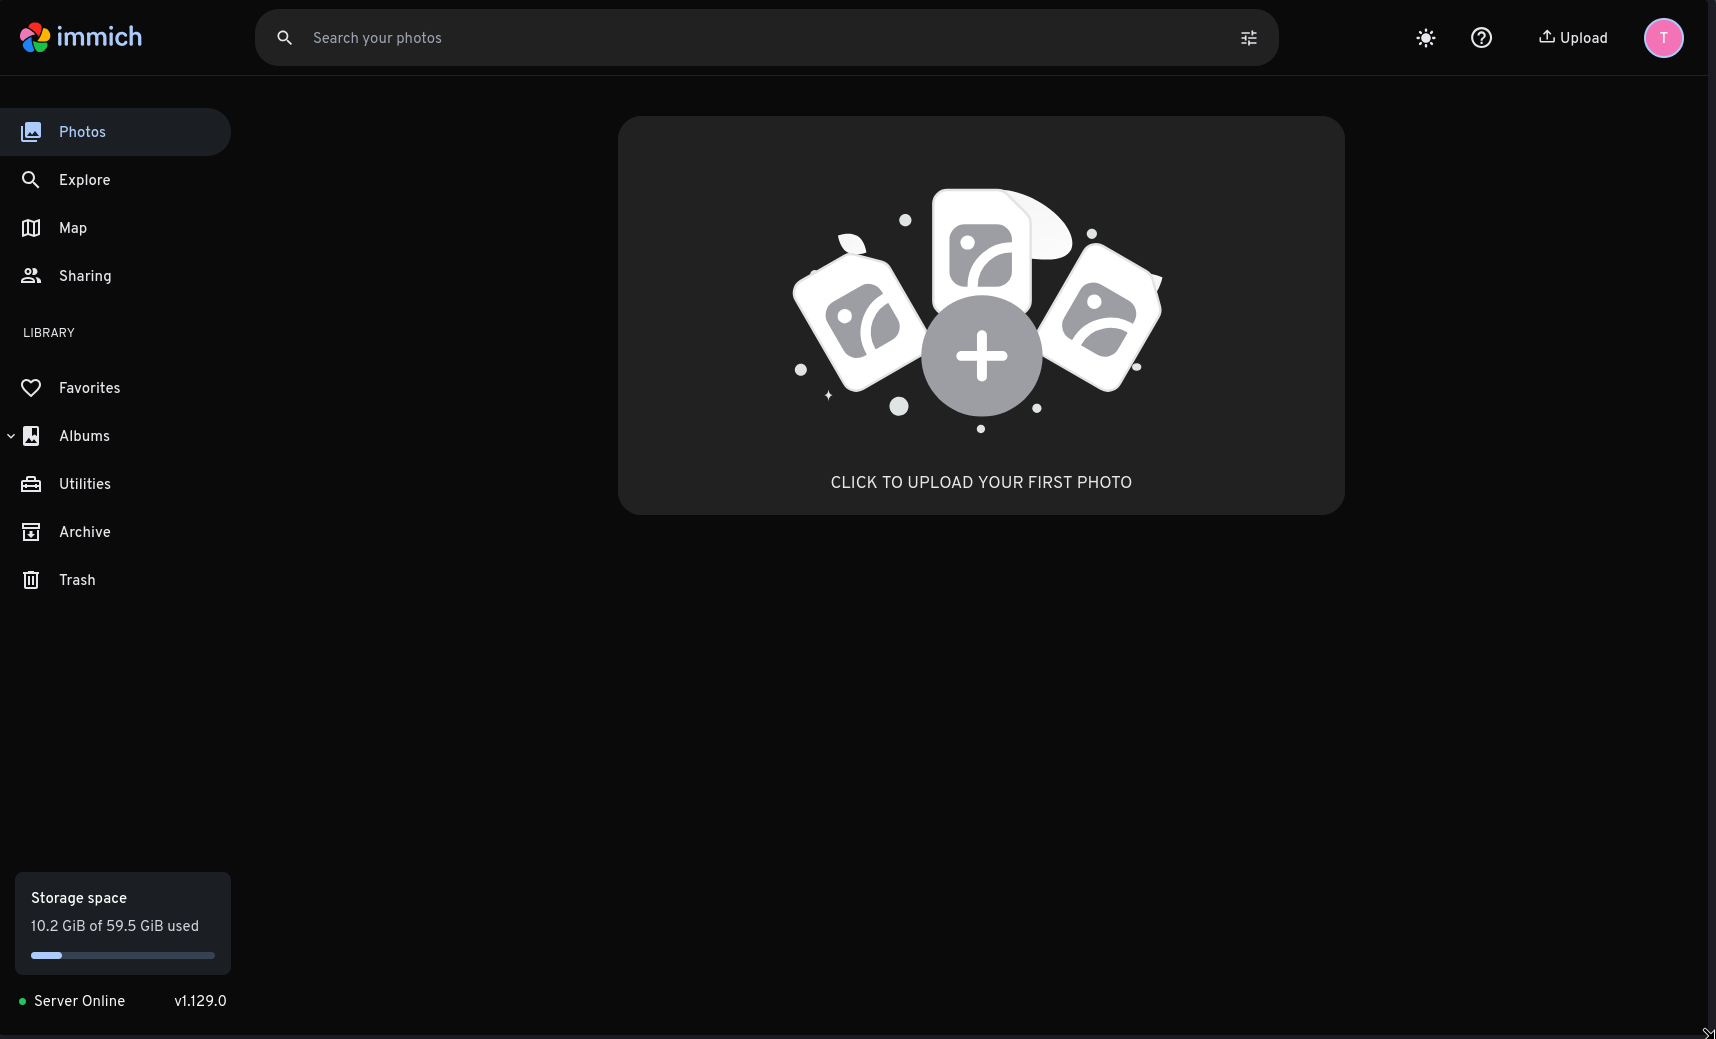 immich
Search your photos
Upload
T
Photos
Explore
Map
Sharing
LIBRARY
Favorites
Albums
Utilities
Archive
Trash
CLICK TO UPLOAD YOUR FIRST PHOTO
Storage space
10.2 GiB of 59.5 GiB used
Server Online
v1.129.0